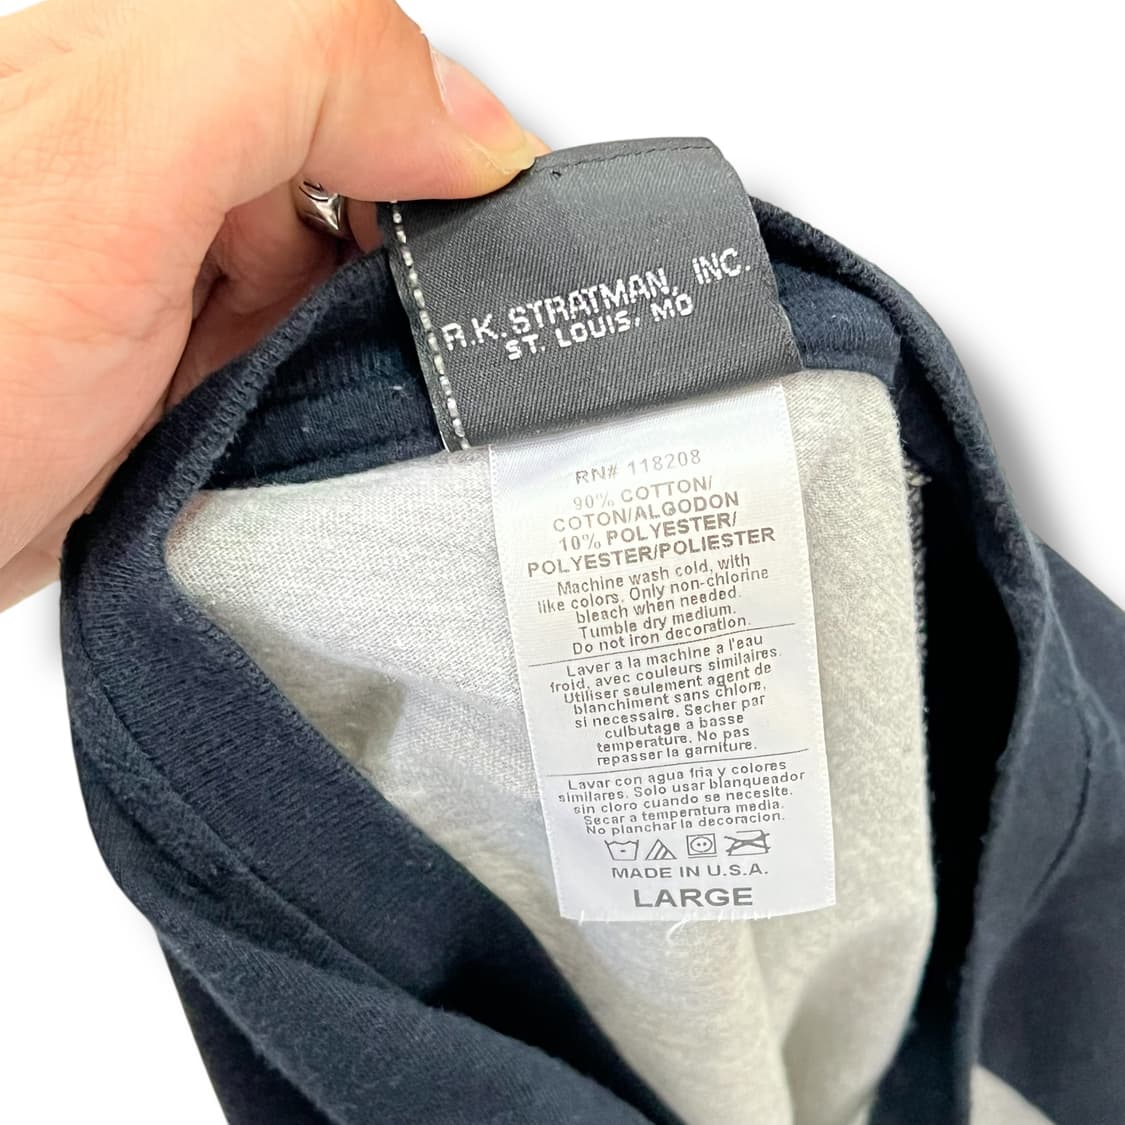 R.K. STRATMAN, INC.
ST. LOUIS, MO
RN# 118208
90% COTTON/
COTON/ALGODON
10% POLYESTER/
POLYESTER/POLIESTER
Machine wash cold, with
like colors. Only non-chlorine
bleach when needed.
Tumble dry medium.
Do not iron decoration.
Laver a la machine a l'eau
froid, avec couleurs similaires.
Utiliser seulement agent de
blanchiment sans chlore,
si necessaire. Secher par
culbutage a basse
temperature. No pas
repasser la garniture.
Lavar con agua fria y colores
similares. Solo usar blanqueador
sin cloro cuando se necesite.
Secar a temperatura media.
No planchar la decoracion.
MADE IN U.S.A.
LARGE